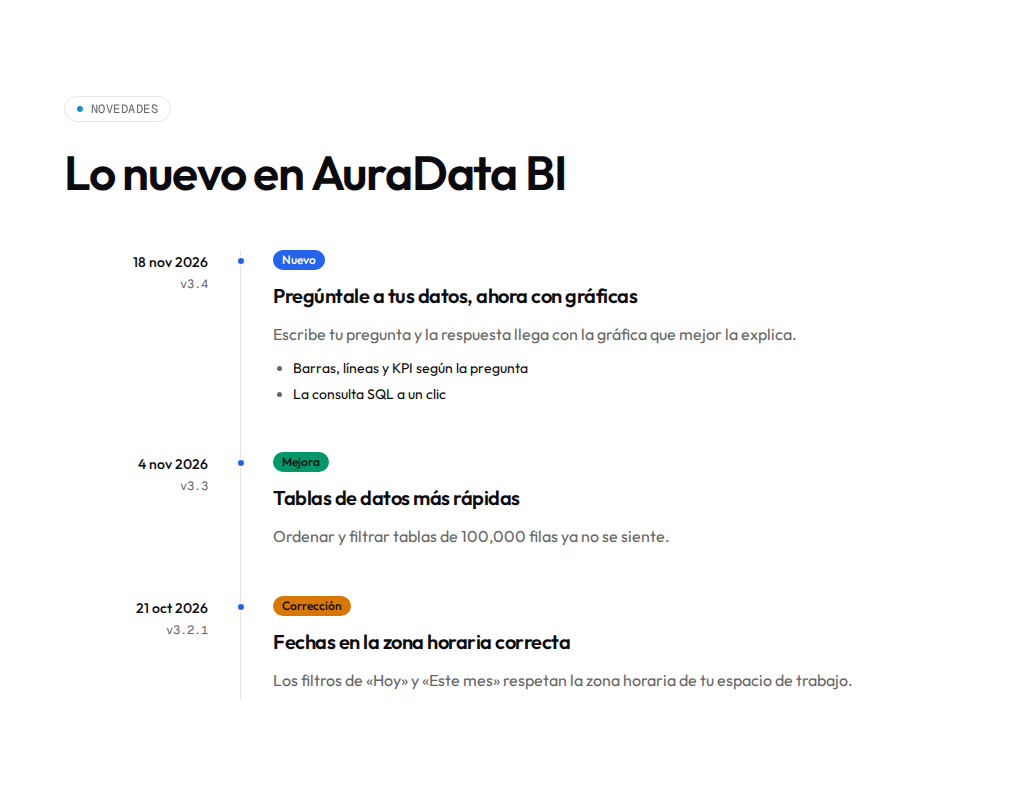 NOVEDADES
Lo nuevo en AuraData BI
18 nov 2026
v3.4
Nuevo
Pregúntale a tus datos, ahora con gráficas
Escribe tu pregunta y la respuesta llega con la gráfica que mejor la explica.
Barras, líneas y KPI según la pregunta
La consulta SQL a un clic
4 nov 2026
v3.3
Mejora
Tablas de datos más rápidas
Ordenar y filtrar tablas de 100,000 filas ya no se siente.
21 oct 2026
v3.2.1
Corrección
Fechas en la zona horaria correcta
Los filtros de «Hoy» y «Este mes» respetan la zona horaria de tu espacio de trabajo.